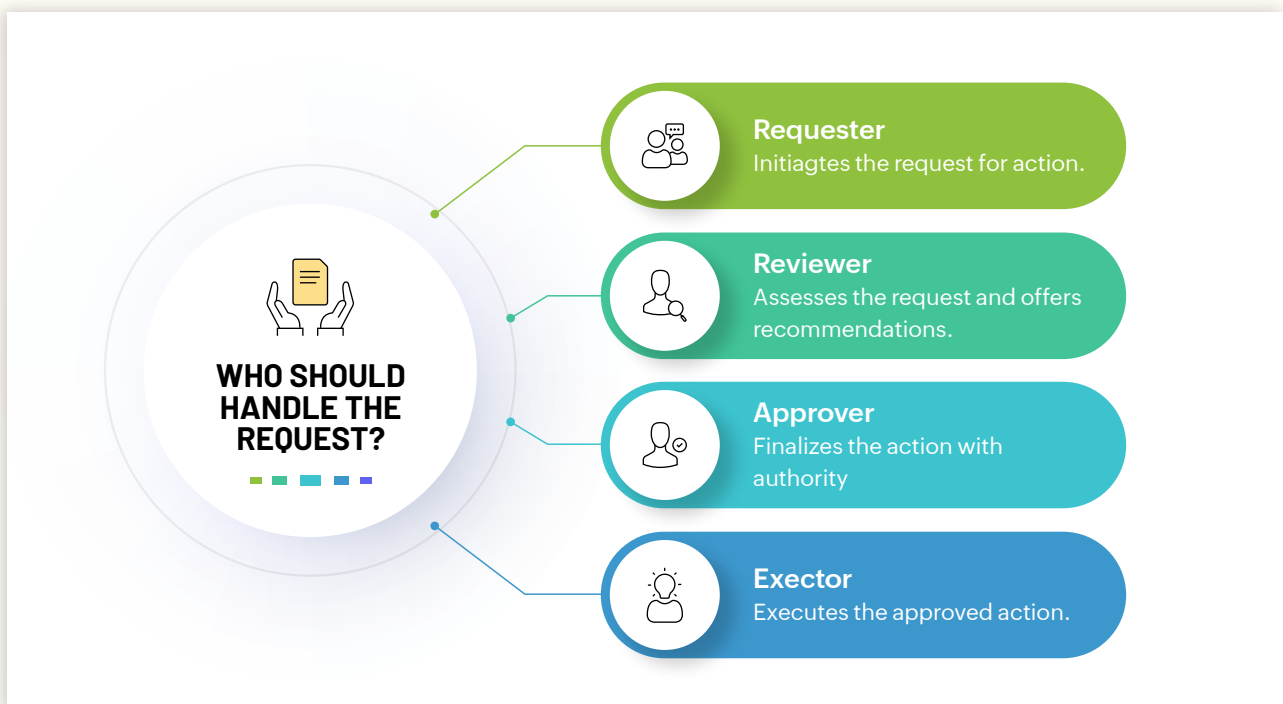 WHO SHOULD
HANDLE THE
REQUEST?
Requester
Initiagtes the request for action.
Reviewer
Assesses the request and offers
recommendations.
Approver
Finalizes the action with
authority
Exector
Executes the approved action.